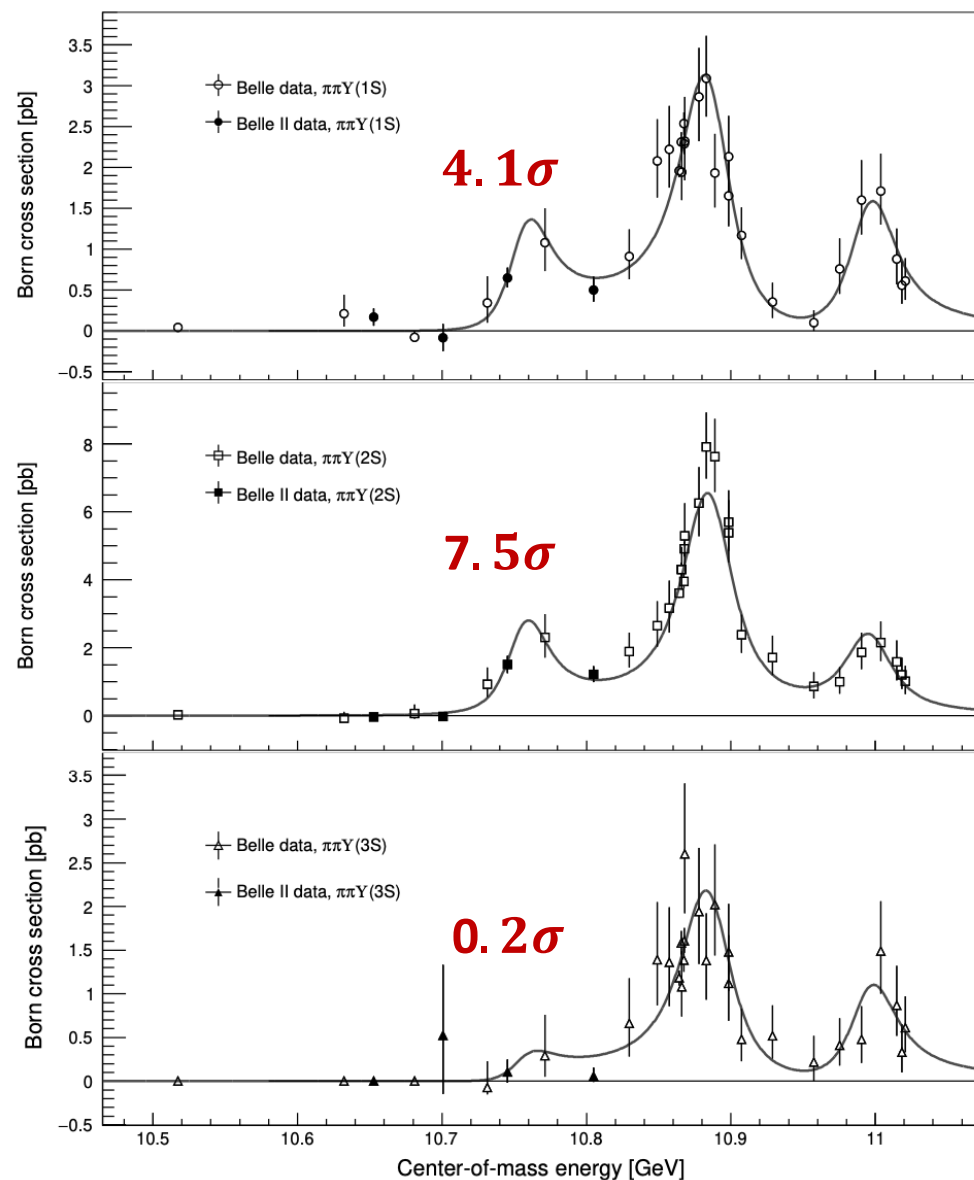 Born cross section [pb]
3.5
3
2.5
2
1.5
1
0.5
0
−0.5
Belle data, ππΥ(1S)
Belle II data, ππΥ(1S)
4.1σ
Born cross section [pb]
8
6
4
2
0
Belle data, ππΥ(2S)
Belle II data, ππΥ(2S)
7.5σ
Born cross section [pb]
3.5
3
2.5
2
1.5
1
0.5
0
−0.5
Belle data, ππΥ(3S)
Belle II data, ππΥ(3S)
0.2σ
10.5 10.6 10.7 10.8 10.9 11
Center-of-mass energy [GeV]